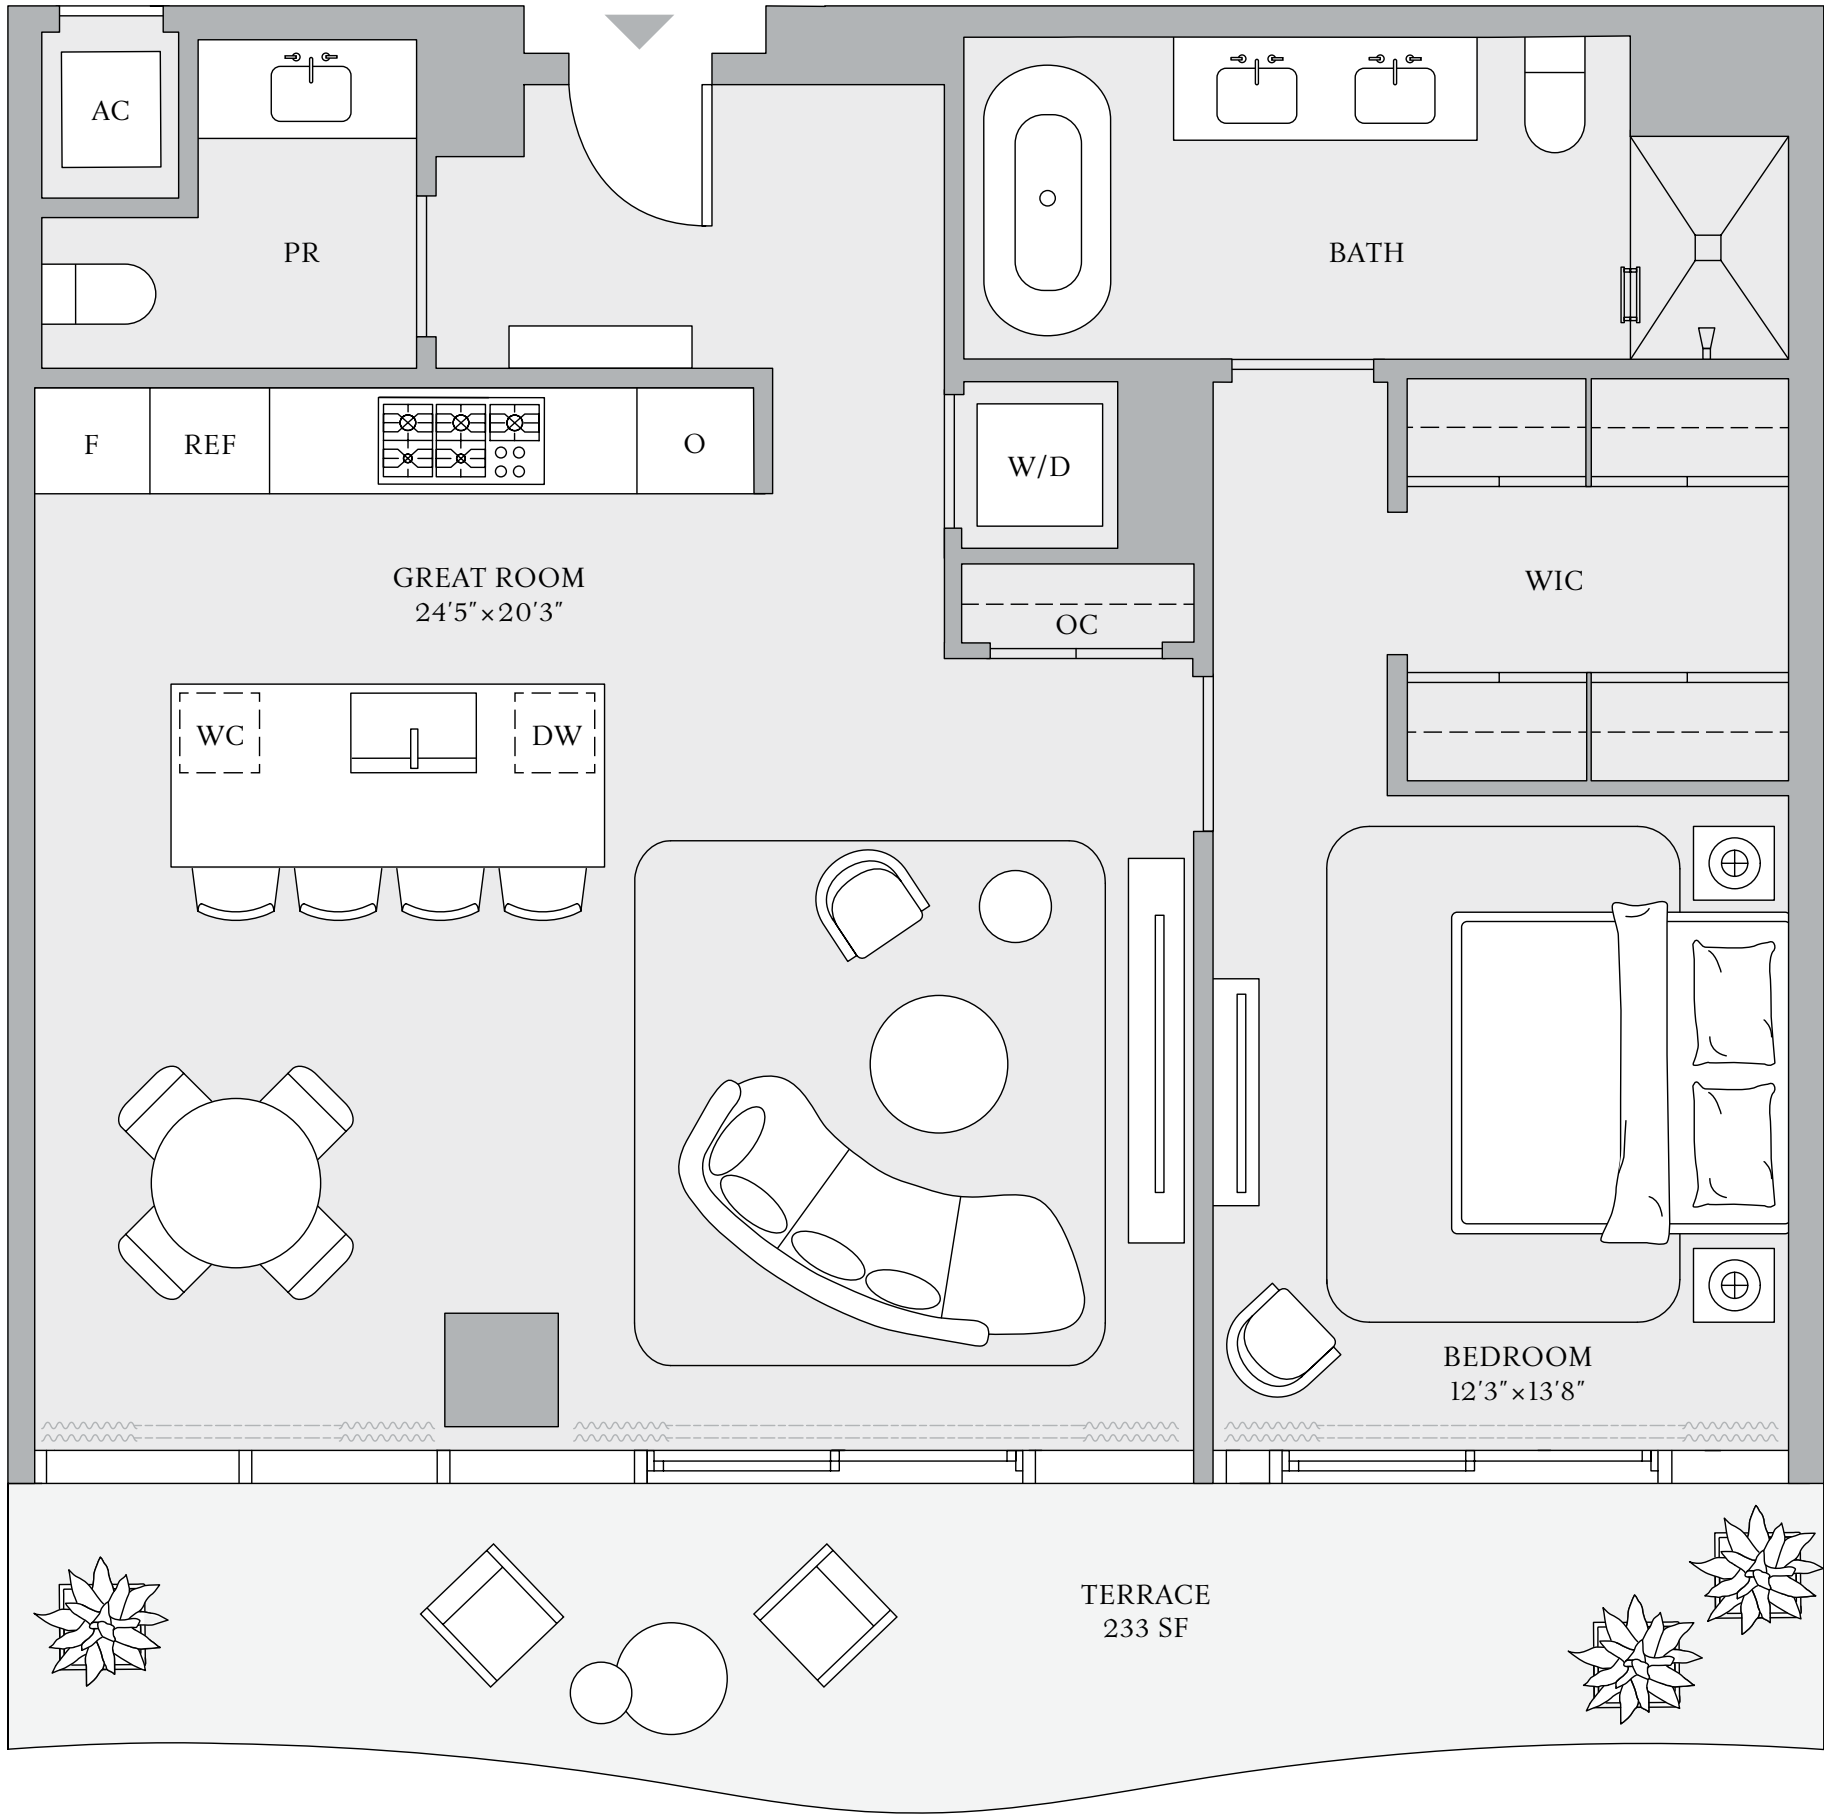 AC
PR
BATH
F
REF
O
W/D
GREAT ROOM
24'5"×20'3"
OC
WIC
WC
DW
BEDROOM
12'3"×13'8"
TERRACE
233 SF